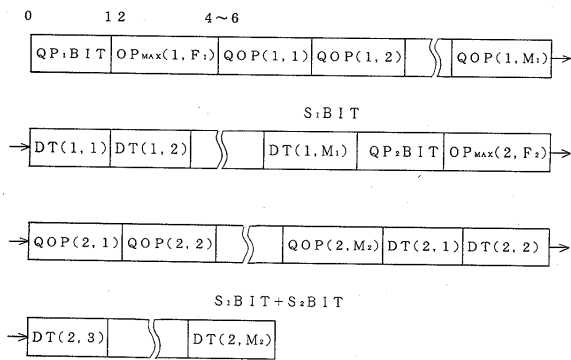 0 12 4～6
QP₁BIT OPMAX(1,F₁) QOP(1,1) QOP(1,2) QOP(1,M₁)
S₁BIT
DT(1,1) DT(1,2) DT(1,M₁) QP₂BIT OPMAX(2,F₂)
QOP(2,1) QOP(2,2) QOP(2,M₂) DT(2,1) DT(2,2)
S₁BIT+S₂BIT
DT(2,3) DT(2,M₂)